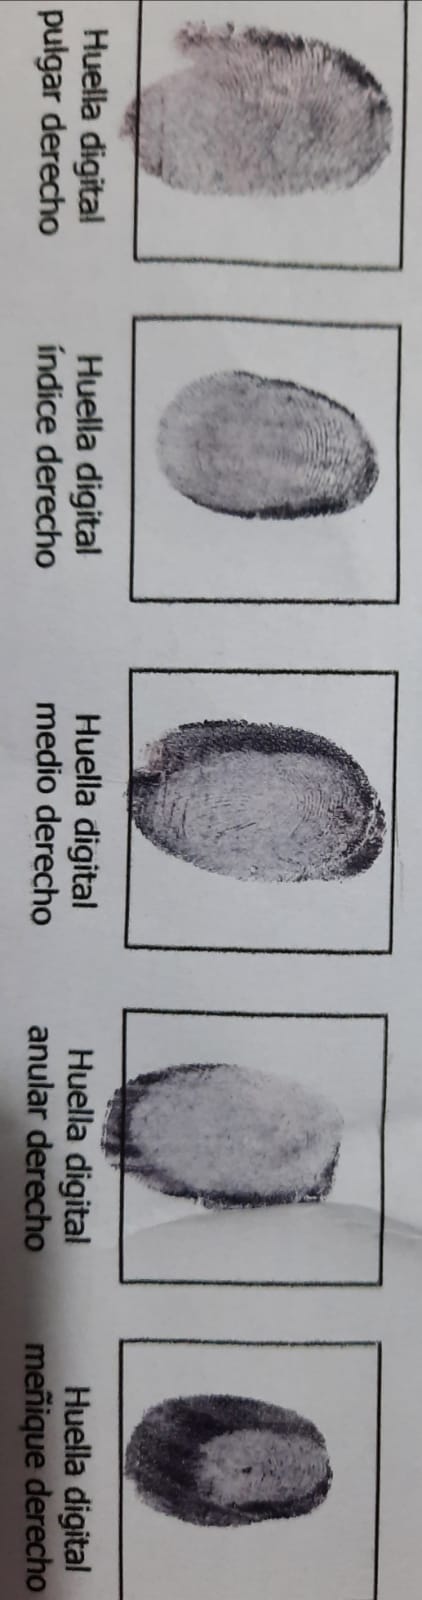 Huella digital
pulgar derecho
Huella digital
índice derecho
Huella digital
medio derecho
Huella digital
anular derecho
Huella digital
meñique derecho